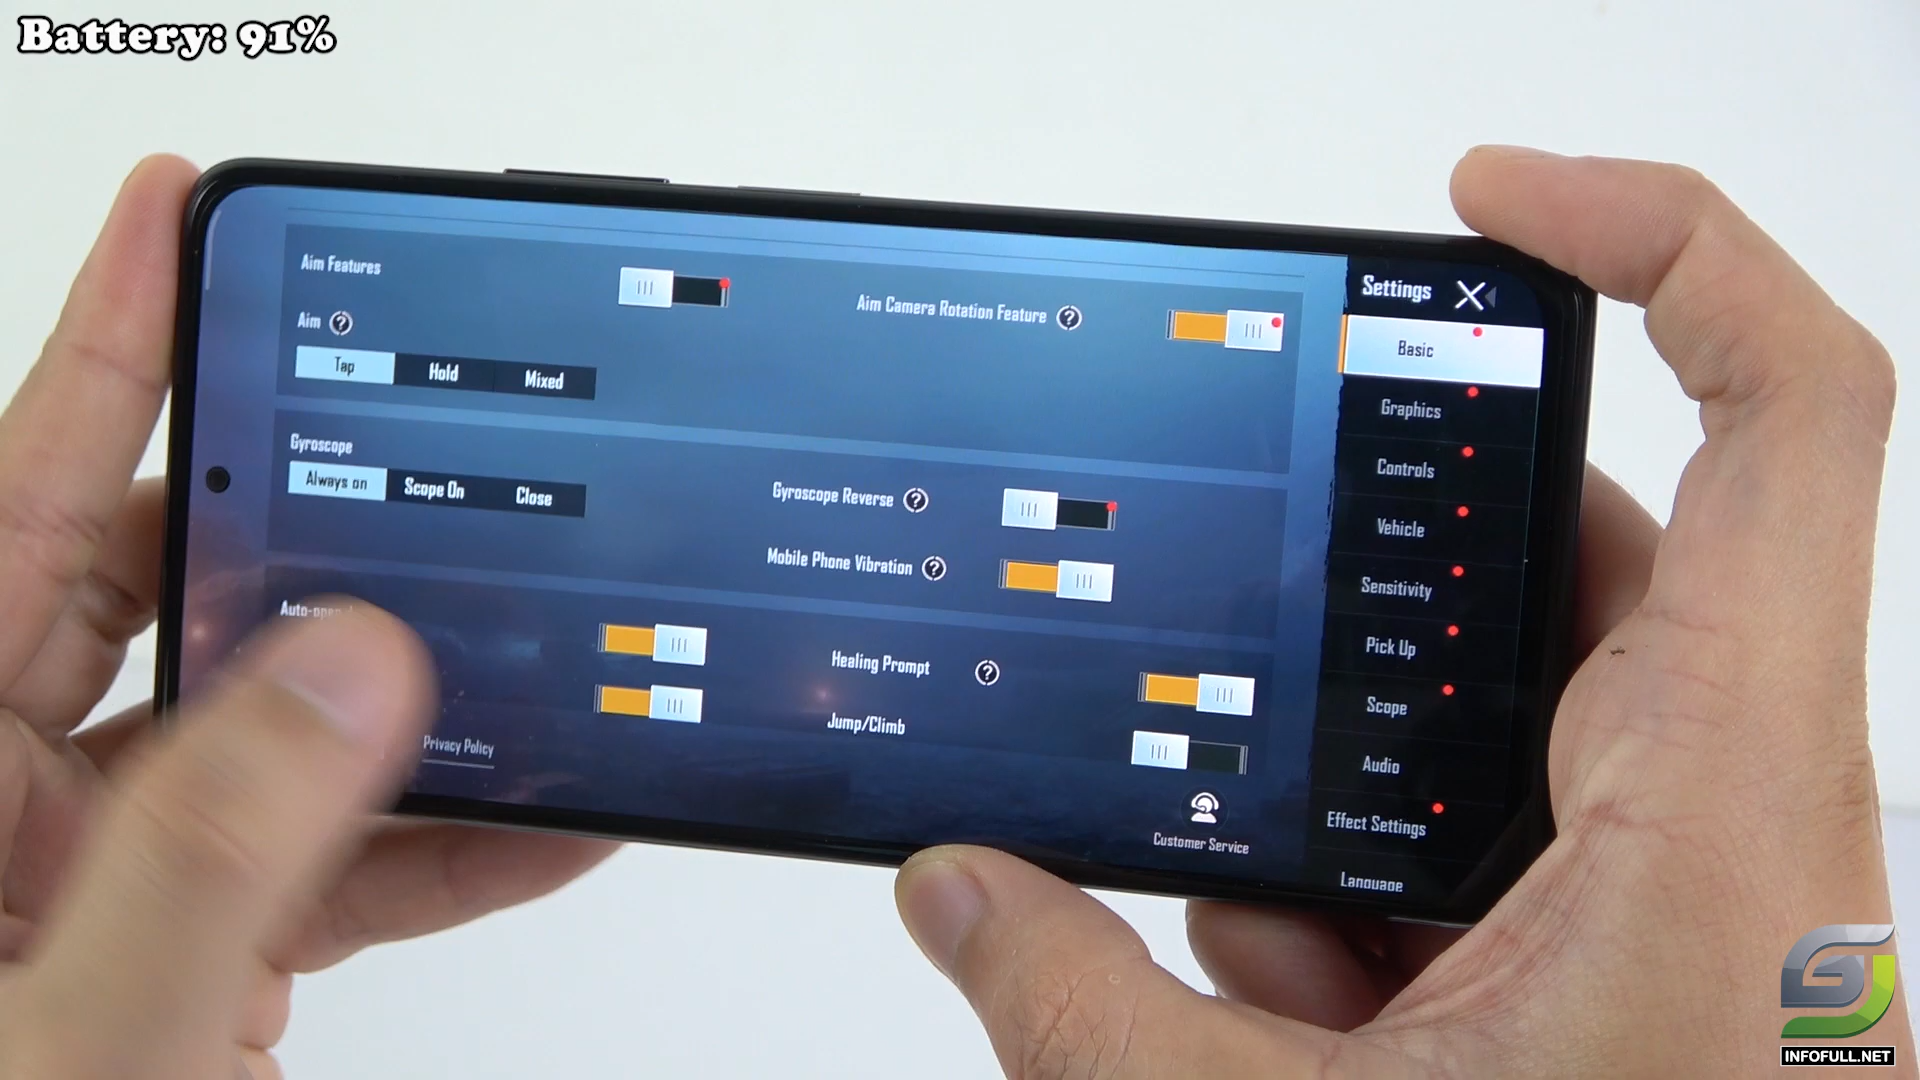 Battery: 91%
Aim Features
Aim Camera Rotation Feature ?
Aim ?
Tap Hold Mixed
Gyroscope
Always on Scope On Close
Gyroscope Reverse ?
Mobile Phone Vibration ?
Healing Prompt ?
Jump/Climb
Privacy Policy
Customer Service
Settings
Basic
Graphics
Controls
Vehicle
Sensitivity
Pick Up
Scope
Audio
Effect Settings
Language
INFOFULL.NET